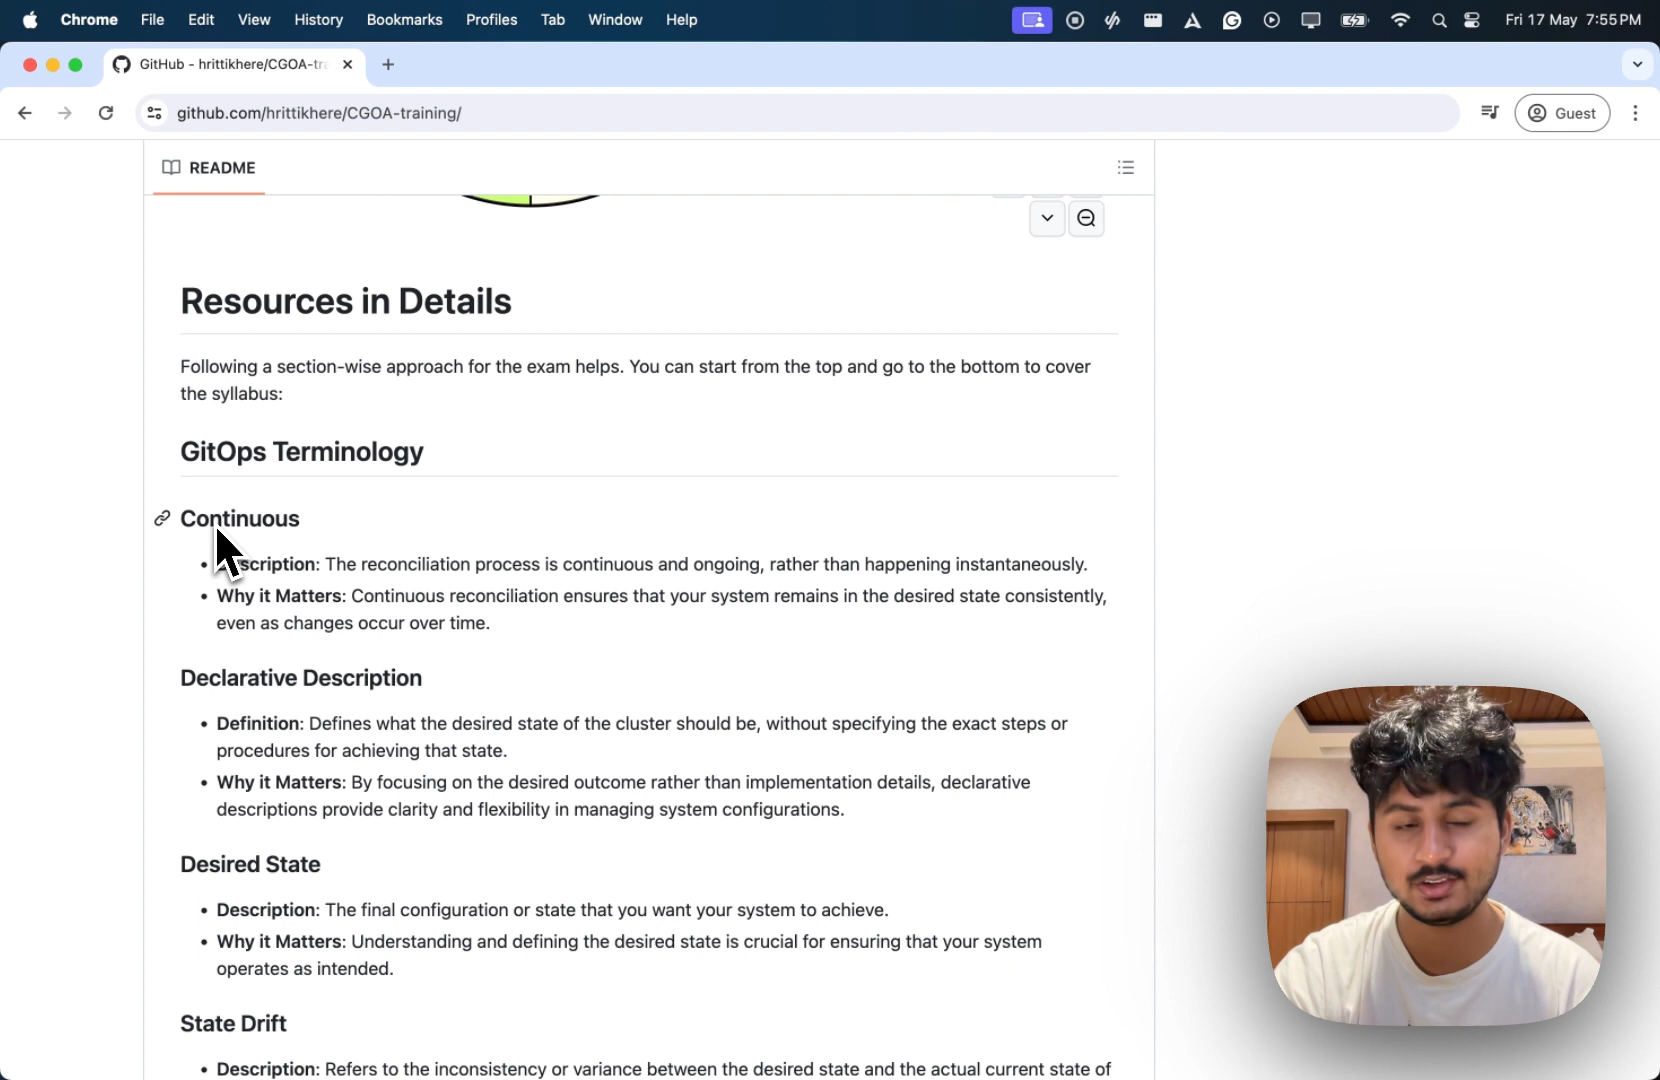 Chrome File Edit View History Bookmarks Profiles Tab Window Help Fri 17 May 7:55 PM
GitHub - hrittikhere/CGOA-tr
github.com/hrittikhere/CGOA-training/ Guest
README
Resources in Details
Following a section-wise approach for the exam helps. You can start from the top and go to the bottom to cover
the syllabus:
GitOps Terminology
Continuous
• scription: The reconciliation process is continuous and ongoing, rather than happening instantaneously.
• Why it Matters: Continuous reconciliation ensures that your system remains in the desired state consistently,
even as changes occur over time.
Declarative Description
• Definition: Defines what the desired state of the cluster should be, without specifying the exact steps or
procedures for achieving that state.
• Why it Matters: By focusing on the desired outcome rather than implementation details, declarative
descriptions provide clarity and flexibility in managing system configurations.
Desired State
• Description: The final configuration or state that you want your system to achieve.
• Why it Matters: Understanding and defining the desired state is crucial for ensuring that your system
operates as intended.
State Drift
• Description: Refers to the inconsistency or variance between the desired state and the actual current state of